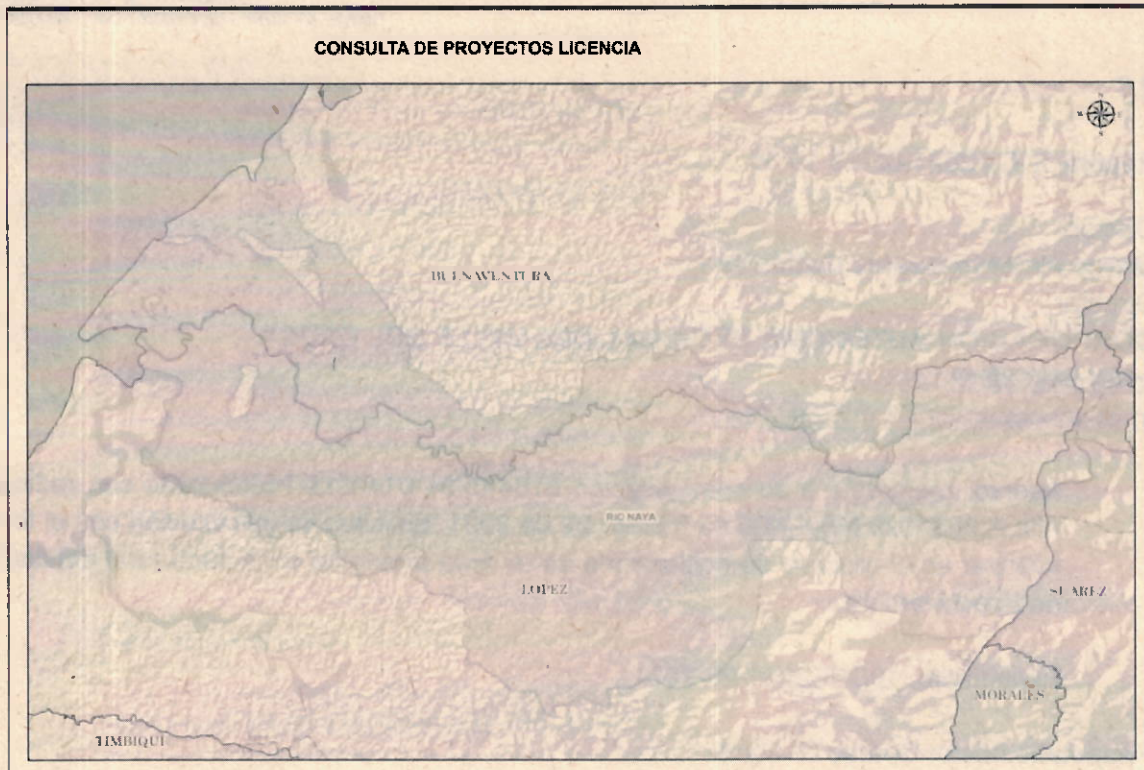 CONSULTA DE PROYECTOS LICENCIA
BUENAVENTURA
RIO NAYA
LOPEZ
SUAREZ
MORALES
TIMBIQUI